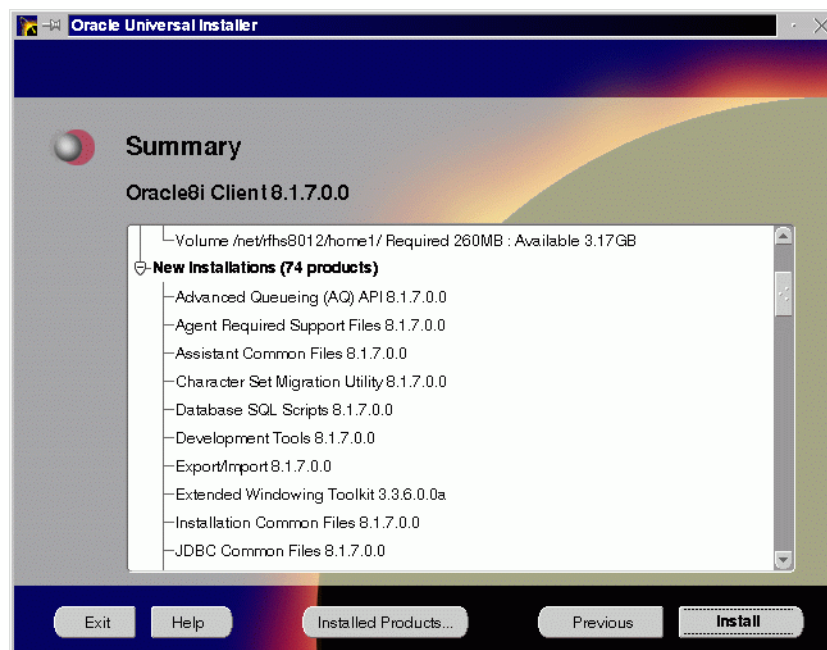 Oracle Universal Installer
Summary
Oracle8i Client 8.1.7.0.0
Volume /net/rfhs8012/home1/ Required 260MB : Available 3.17GB
New Installations (74 products)
Advanced Queueing (AQ) API 8.1.7.0.0
Agent Required Support Files 8.1.7.0.0
Assistant Common Files 8.1.7.0.0
Character Set Migration Utility 8.1.7.0.0
Database SQL Scripts 8.1.7.0.0
Development Tools 8.1.7.0.0
Export/Import 8.1.7.0.0
Extended Windowing Toolkit 3.3.6.0.0a
Installation Common Files 8.1.7.0.0
JDBC Common Files 8.1.7.0.0
Exit Help Installed Products... Previous Install